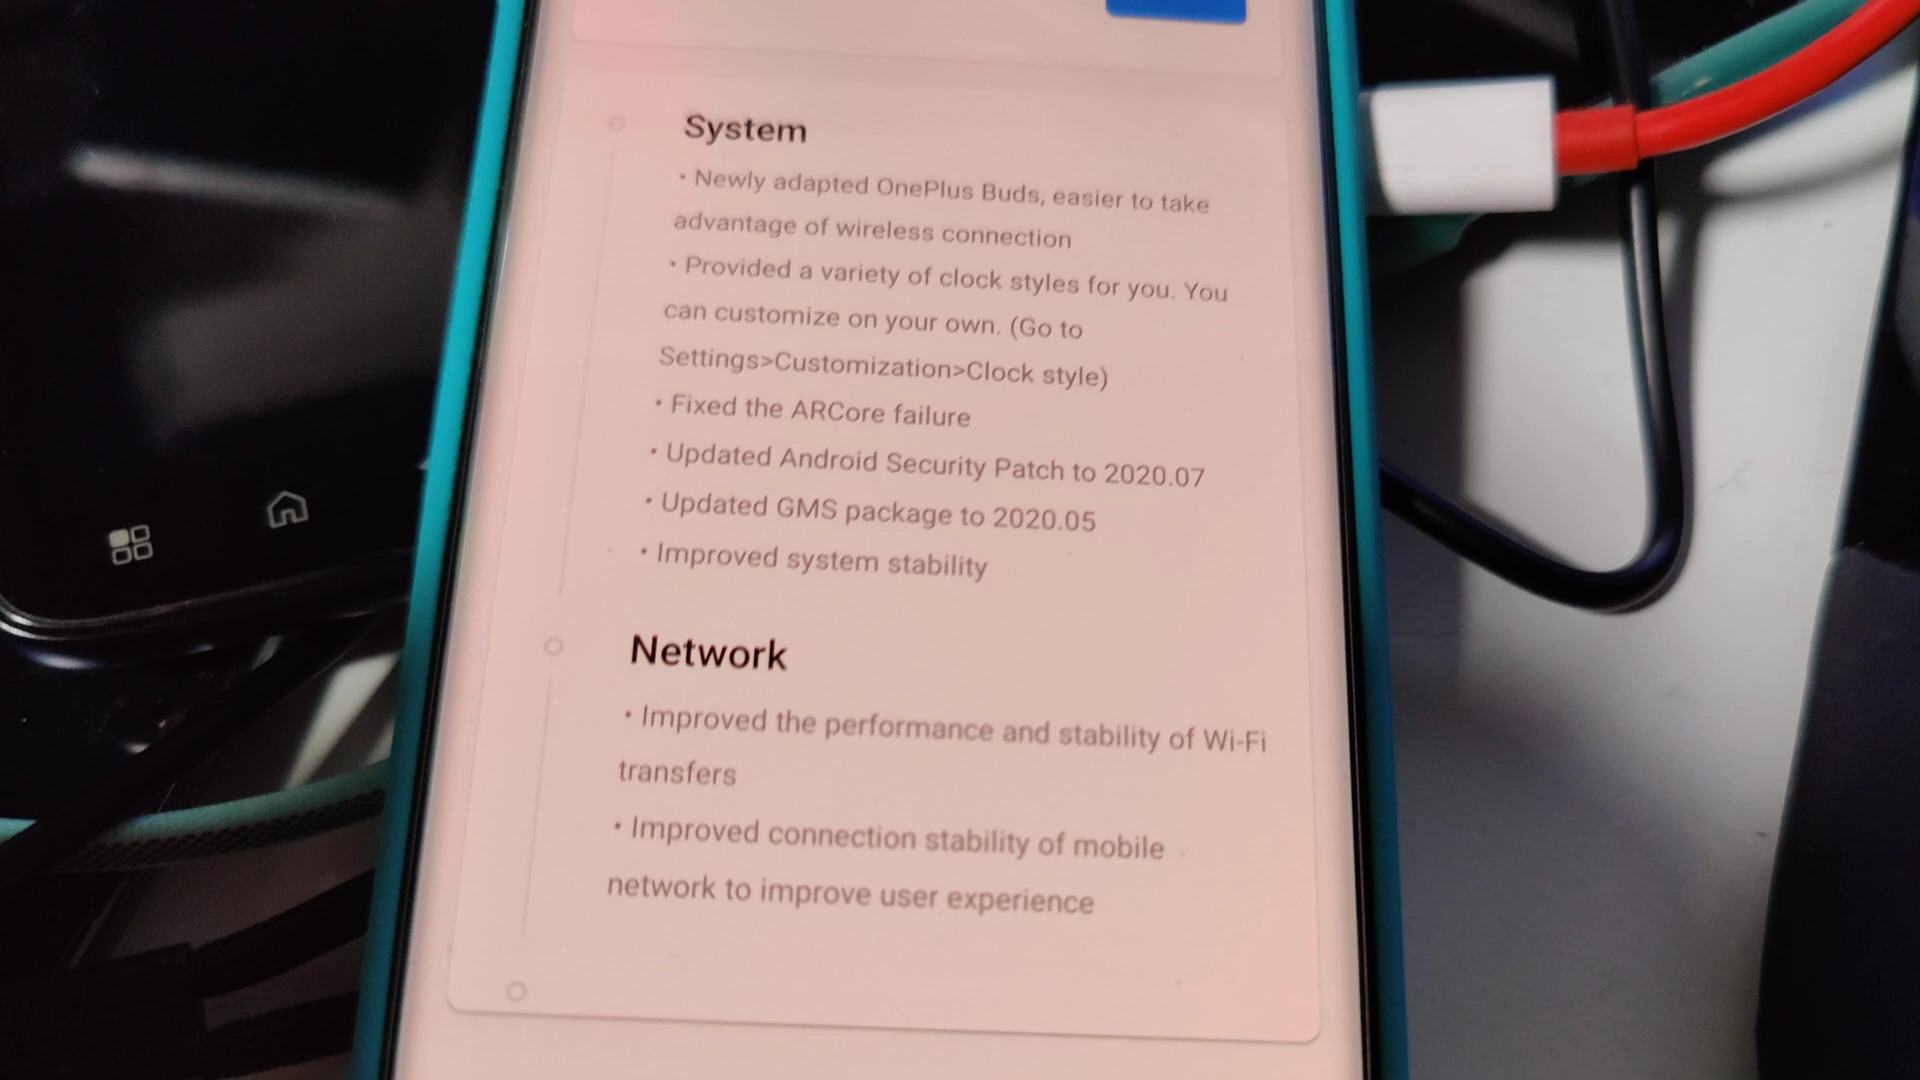 System
• Newly adapted OnePlus Buds, easier to take
advantage of wireless connection
• Provided a variety of clock styles for you. You
can customize on your own. (Go to
Settings>Customization>Clock style)
• Fixed the ARCore failure
• Updated Android Security Patch to 2020.07
• Updated GMS package to 2020.05
• Improved system stability
Network
• Improved the performance and stability of Wi-Fi
transfers
• Improved connection stability of mobile
network to improve user experience